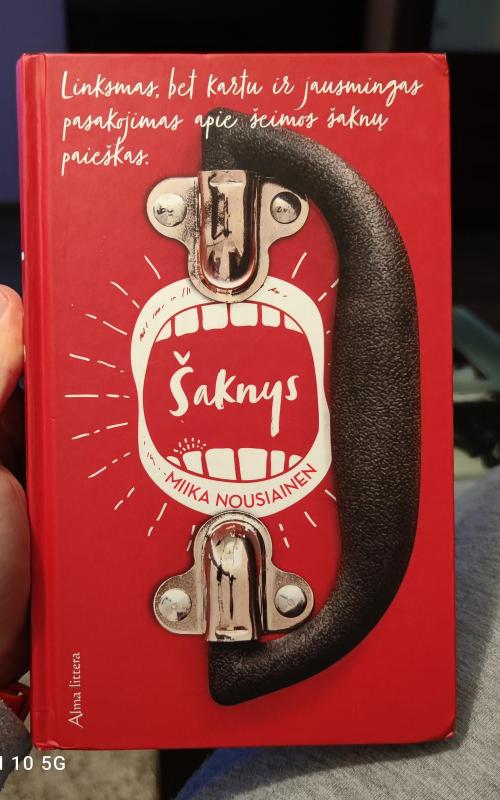 Linksmas, bet kartu ir jausmingas
pasakojimas apie šeimos šaknų
paieškas.
Šaknys
MIIKA NOUSIAINEN
Alma littera
10 5G